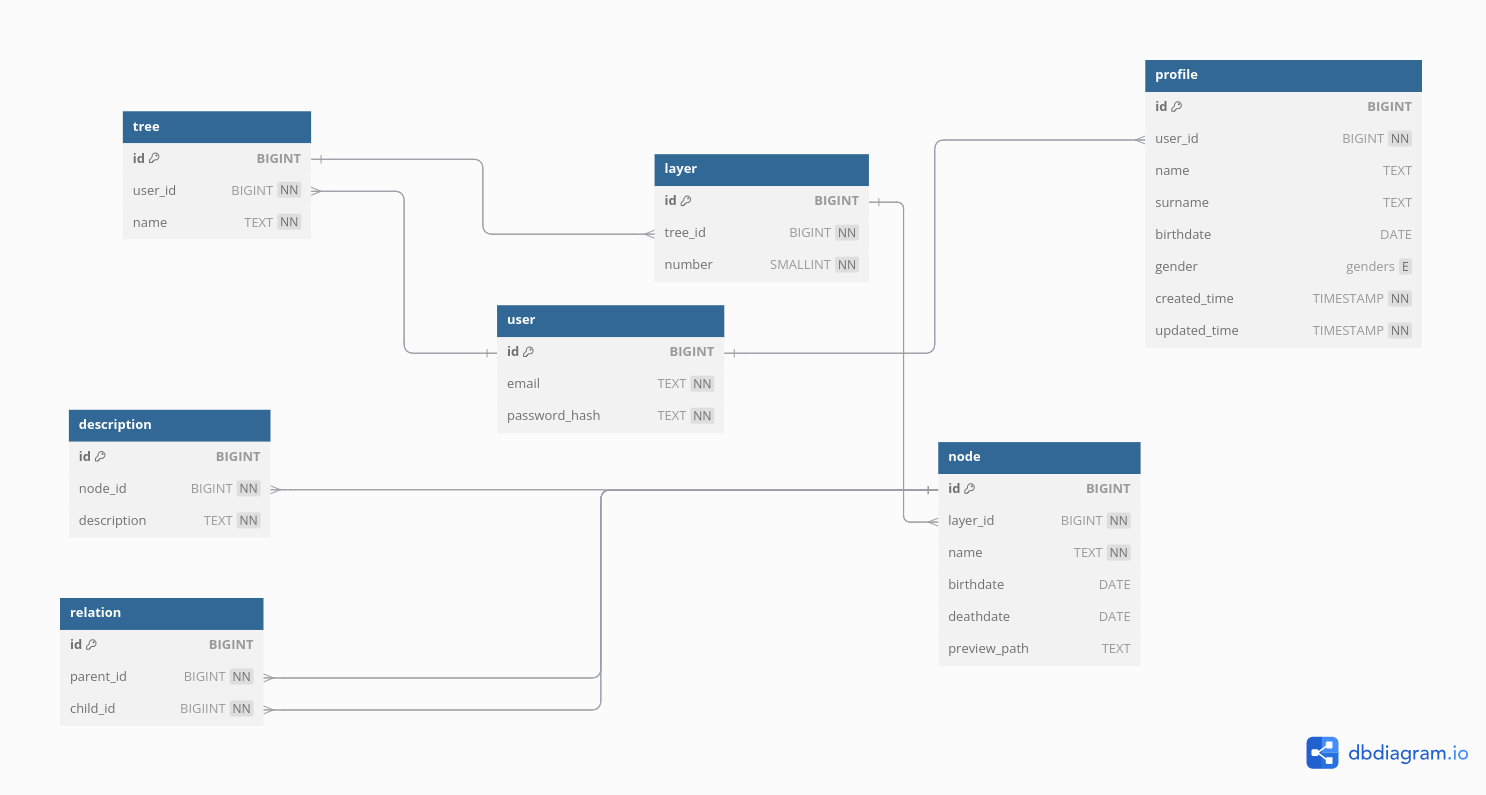 profile
id BIGINT
user_id BIGINT NN
name TEXT
surname TEXT
birthdate DATE
gender genders E
created_time TIMESTAMP NN
updated_time TIMESTAMP NN
tree
id BIGINT
user_id BIGINT NN
name TEXT NN
layer
id BIGINT
tree_id BIGINT NN
number SMALLINT NN
user
id BIGINT
email TEXT NN
password_hash TEXT NN
description
id BIGINT
node_id BIGINT NN
description TEXT NN
node
id BIGINT
layer_id BIGINT NN
name TEXT NN
birthdate DATE
deathdate DATE
preview_path TEXT
relation
id BIGINT
parent_id BIGINT NN
child_id BIGIINT NN
dbdiagram.io